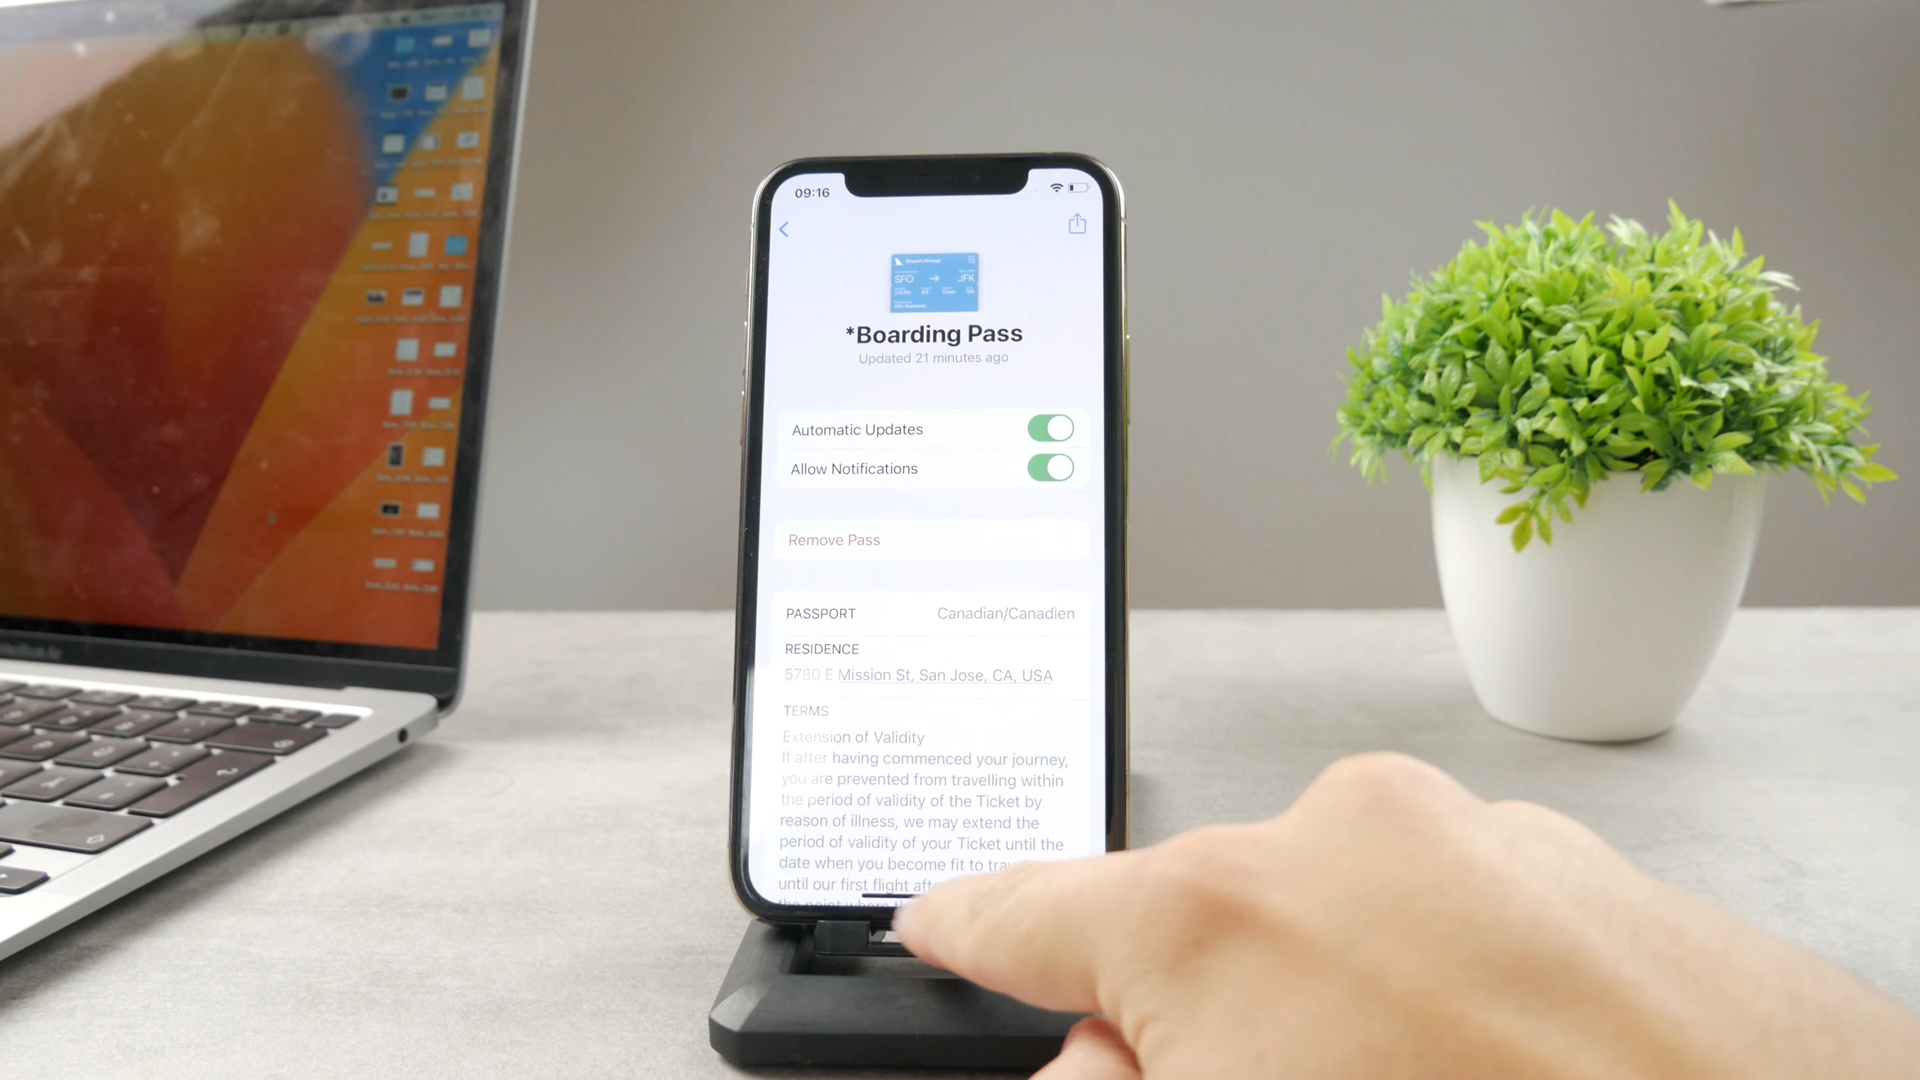 09:16
SFO → JFK
*Boarding Pass
Updated 21 minutes ago
Automatic Updates
Allow Notifications
Remove Pass
PASSPORT Canadian/Canadien
RESIDENCE
5780 E Mission St, San Jose, CA, USA
TERMS
Extension of Validity
If after having commenced your journey,
you are prevented from travelling within
the period of validity of the Ticket by
reason of illness, we may extend the
period of validity of your Ticket until the
date when you become fit to
until our first flight
the point where